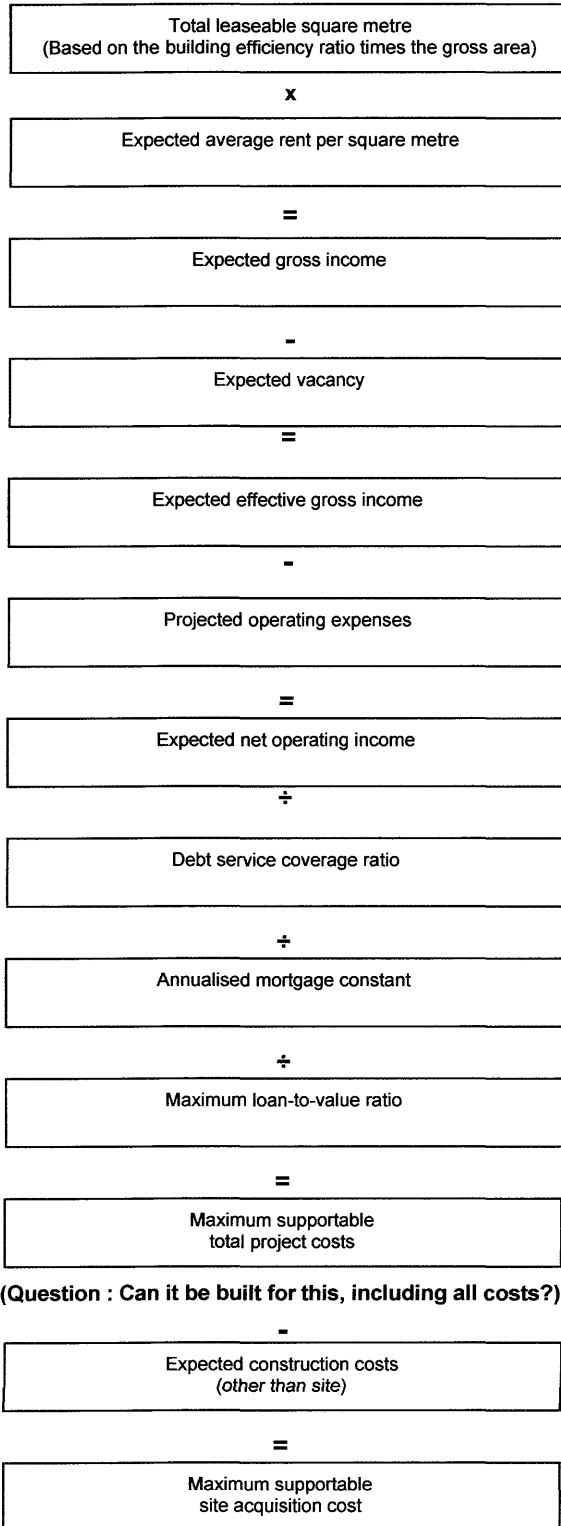 Total leaseable square metre
(Based on the building efficiency ratio times the gross area)
x
Expected average rent per square metre
=
Expected gross income
-
Expected vacancy
=
Expected effective gross income
-
Projected operating expenses
=
Expected net operating income
÷
Debt service coverage ratio
÷
Annualised mortgage constant
÷
Maximum loan-to-value ratio
=
Maximum supportable
total project costs
(Question : Can it be built for this, including all costs?)
-
Expected construction costs
(other than site)
=
Maximum supportable
site acquisition cost